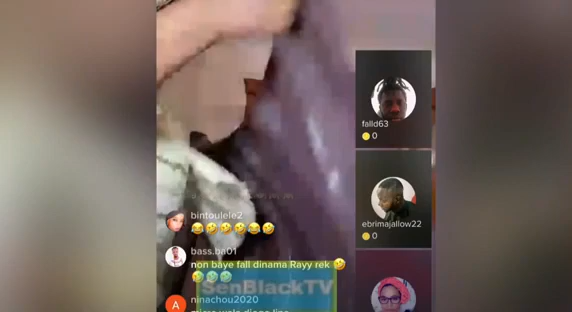 falld63
0
ebrimajallow22
0
bintoulele2
😂🤣🤣🤣😂🤣
bass.ba01
non baye fall dinama Rayy rek 🤣
SenBlackTV
A
ninachou2020